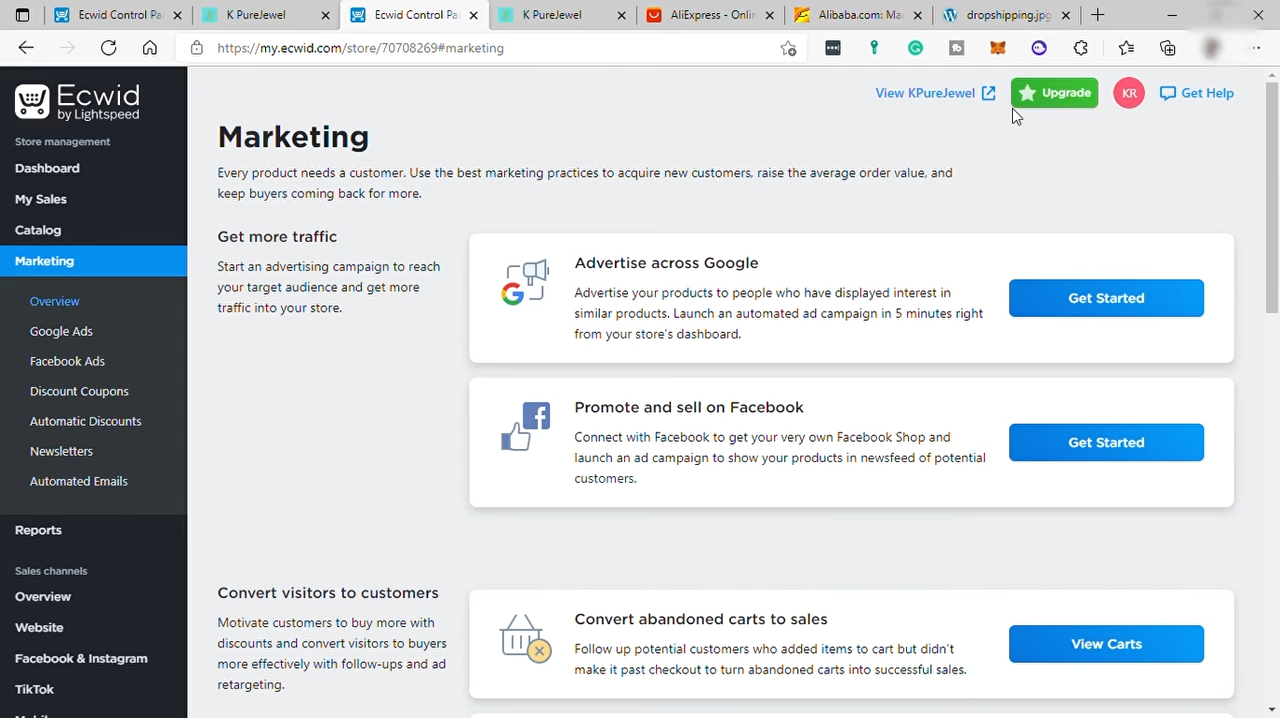 Ecwid Control Pa
K PureJewel
Ecwid Control Pa
K PureJewel
AliExpress - Onlin
Alibaba.com: Ma
dropshipping.jpg
https://my.ecwid.com/store/70708269#marketing
Ecwid
by Lightspeed
View KPureJewel
Upgrade
KR
Get Help
Store management
Dashboard
My Sales
Catalog
Marketing
Overview
Google Ads
Facebook Ads
Discount Coupons
Automatic Discounts
Newsletters
Automated Emails
Reports
Sales channels
Overview
Website
Facebook & Instagram
TikTok
Marketing
Every product needs a customer. Use the best marketing practices to acquire new customers, raise the average order value, and
keep buyers coming back for more.
Get more traffic
Start an advertising campaign to reach
your target audience and get more
traffic into your store.
Advertise across Google
Advertise your products to people who have displayed interest in
similar products. Launch an automated ad campaign in 5 minutes right
from your store's dashboard.
Get Started
Promote and sell on Facebook
Connect with Facebook to get your very own Facebook Shop and
launch an ad campaign to show your products in newsfeed of potential
customers.
Get Started
Convert visitors to customers
Motivate customers to buy more with
discounts and convert visitors to buyers
more effectively with follow-ups and ad
retargeting.
Convert abandoned carts to sales
Follow up potential customers who added items to cart but didn't
make it past checkout to turn abandoned carts into successful sales.
View Carts